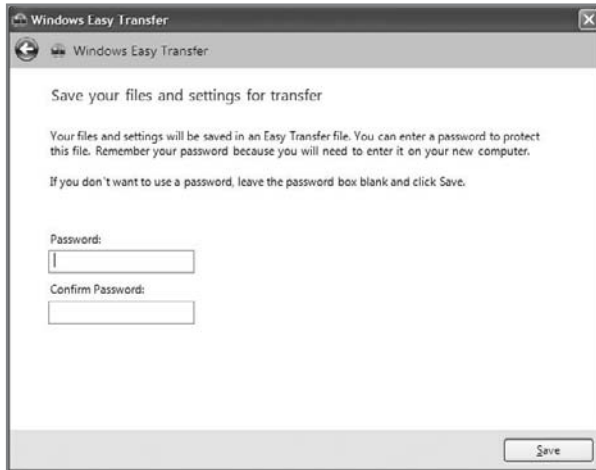 Windows Easy Transfer
Windows Easy Transfer
Save your files and settings for transfer
Your files and settings will be saved in an Easy Transfer file. You can enter a password to protect
this file. Remember your password because you will need to enter it on your new computer.
If you don't want to use a password, leave the password box blank and click Save.
Password:
Confirm Password:
Save